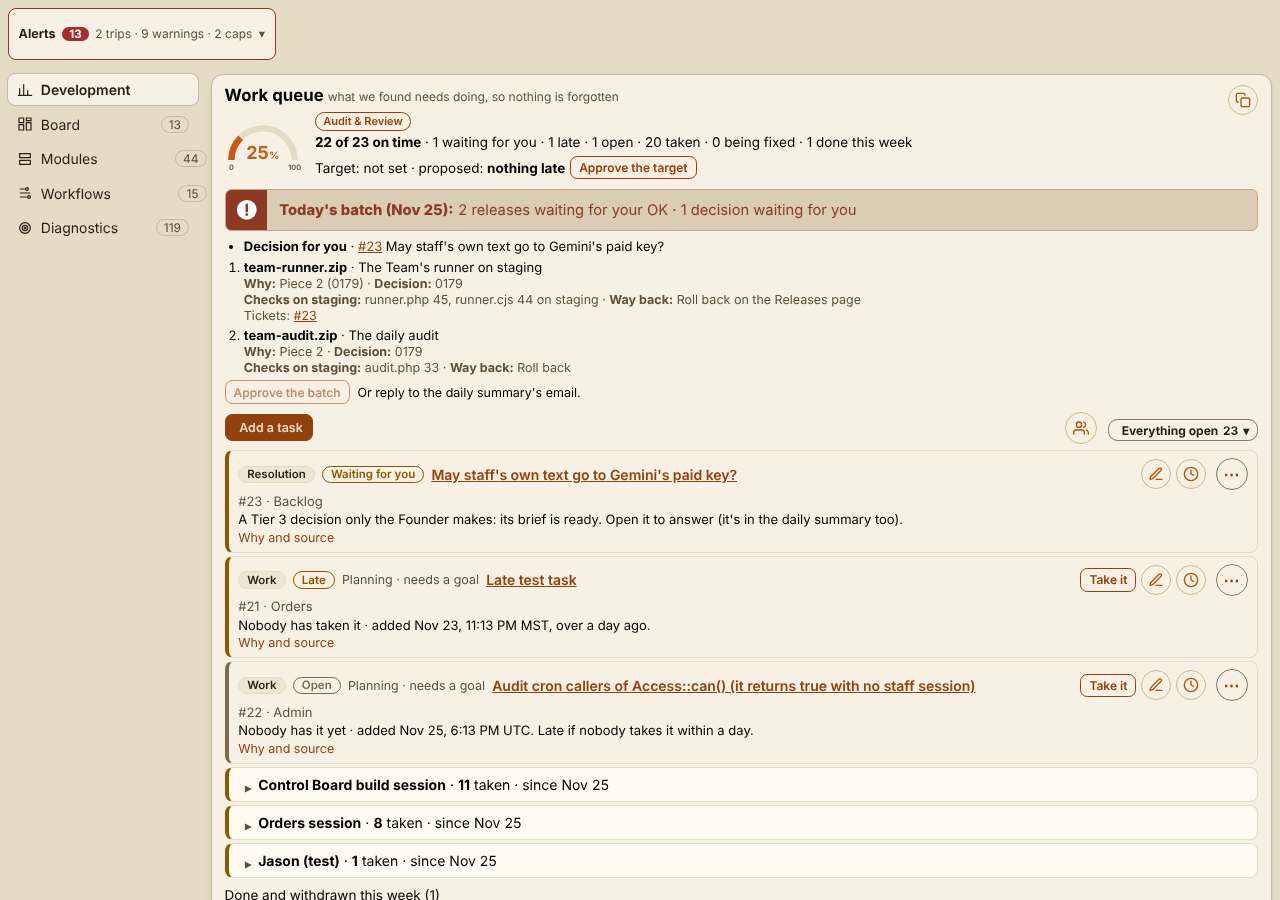 Alerts 13 2 trips · 9 warnings · 2 caps ▾
Development
Board 13
Modules 44
Workflows 15
Diagnostics 119
Work queue what we found needs doing, so nothing is forgotten
25%
0 100
Audit & Review
22 of 23 on time · 1 waiting for you · 1 late · 1 open · 20 taken · 0 being fixed · 1 done this week
Target: not set · proposed: nothing late Approve the target
Today's batch (Nov 25): 2 releases waiting for your OK · 1 decision waiting for you
• Decision for you · #23 May staff's own text go to Gemini's paid key?
1. team-runner.zip · The Team's runner on staging
Why: Piece 2 (0179) · Decision: 0179
Checks on staging: runner.php 45, runner.cjs 44 on staging · Way back: Roll back on the Releases page
Tickets: #23
2. team-audit.zip · The daily audit
Why: Piece 2 · Decision: 0179
Checks on staging: audit.php 33 · Way back: Roll back
Approve the batch Or reply to the daily summary's email.
Add a task
Everything open 23 ▾
Resolution Waiting for you May staff's own text go to Gemini's paid key?
#23 · Backlog
A Tier 3 decision only the Founder makes: its brief is ready. Open it to answer (it's in the daily summary too).
Why and source
Work Late Planning · needs a goal Late test task Take it
#21 · Orders
Nobody has taken it · added Nov 23, 11:13 PM MST, over a day ago.
Why and source
Work Open Planning · needs a goal Audit cron callers of Access::can() (it returns true with no staff session) Take it
#22 · Admin
Nobody has it yet · added Nov 25, 6:13 PM UTC. Late if nobody takes it within a day.
Why and source
▸ Control Board build session · 11 taken · since Nov 25
▸ Orders session · 8 taken · since Nov 25
▸ Jason (test) · 1 taken · since Nov 25
Done and withdrawn this week (1)